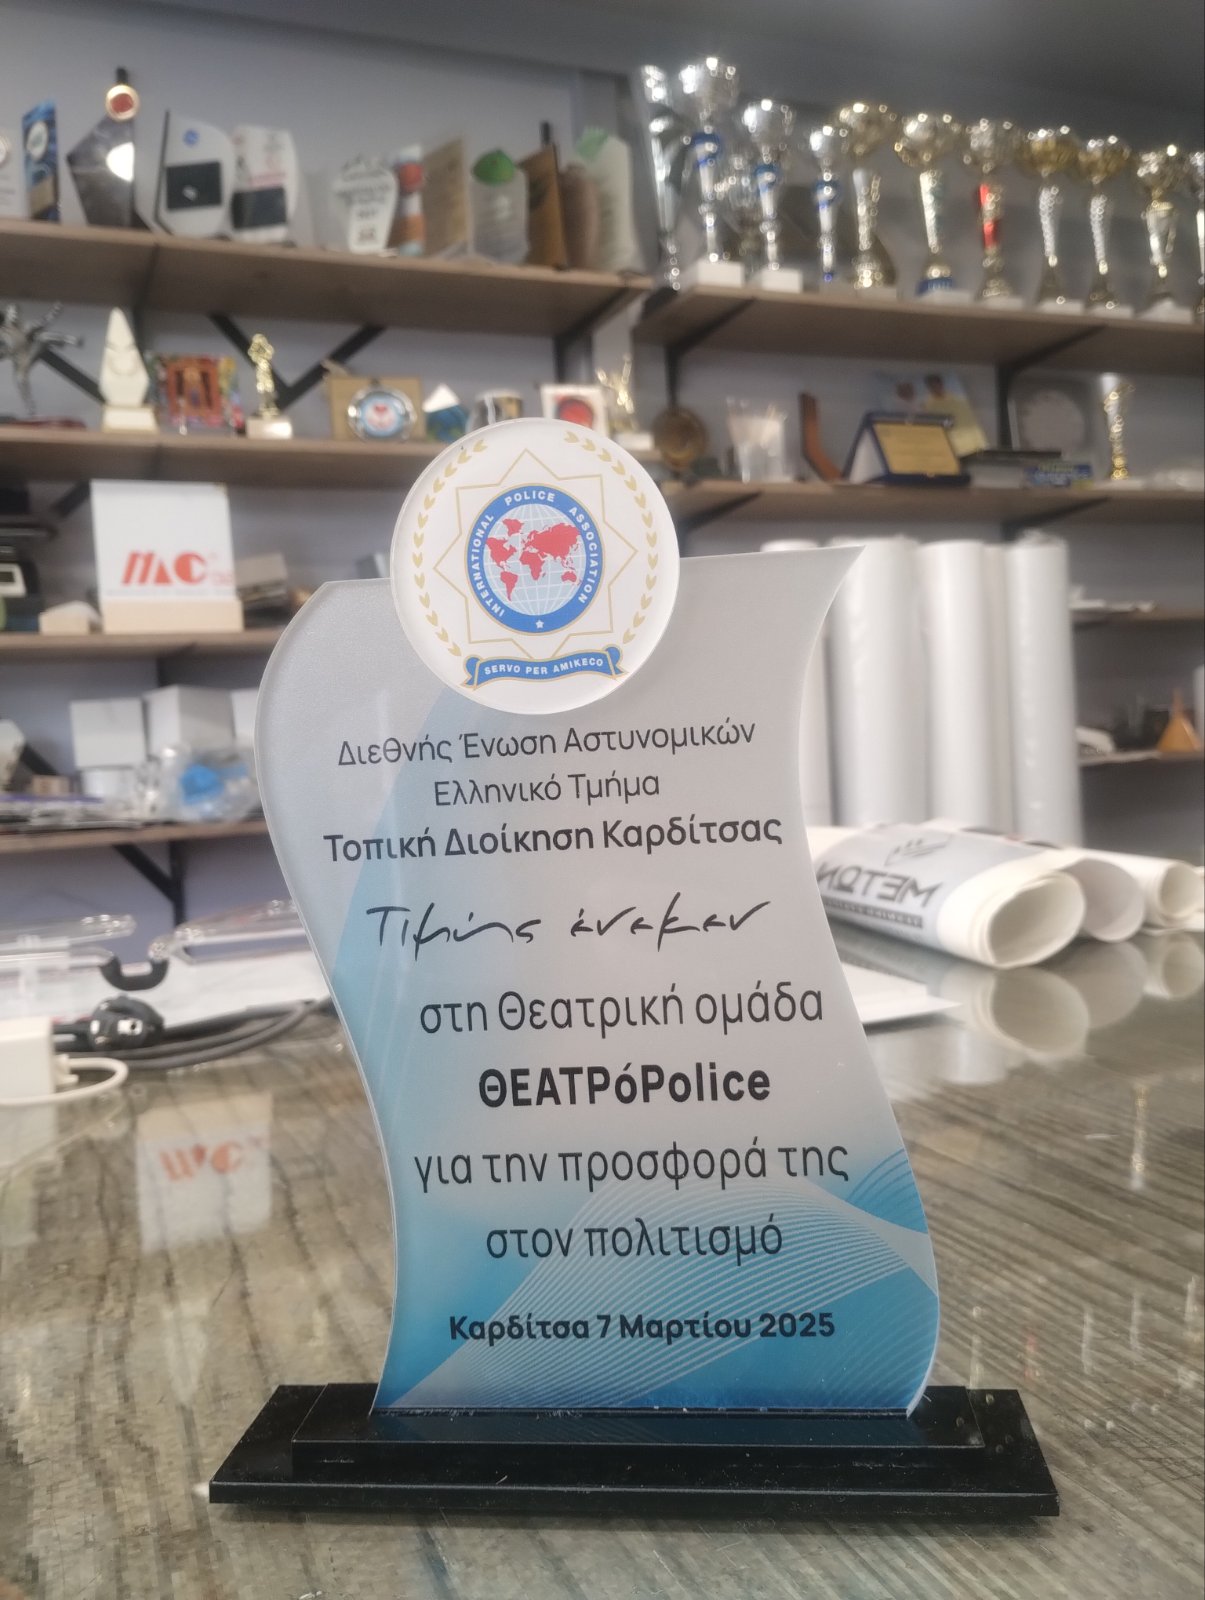 INTERNATIONAL POLICE ASSOCIATION
SERVO PER AMIKECO
Διεθνής Ένωση Αστυνομικών
Ελληνικό Τμήμα
Τοπική Διοίκηση Καρδίτσας
Τιμής ένεκεν
στη Θεατρική ομάδα
ΘΕΑΤΡόPolice
για την προσφορά της
στον πολιτισμό
Καρδίτσα 7 Μαρτίου 2025
ΜΕΤΩΝ